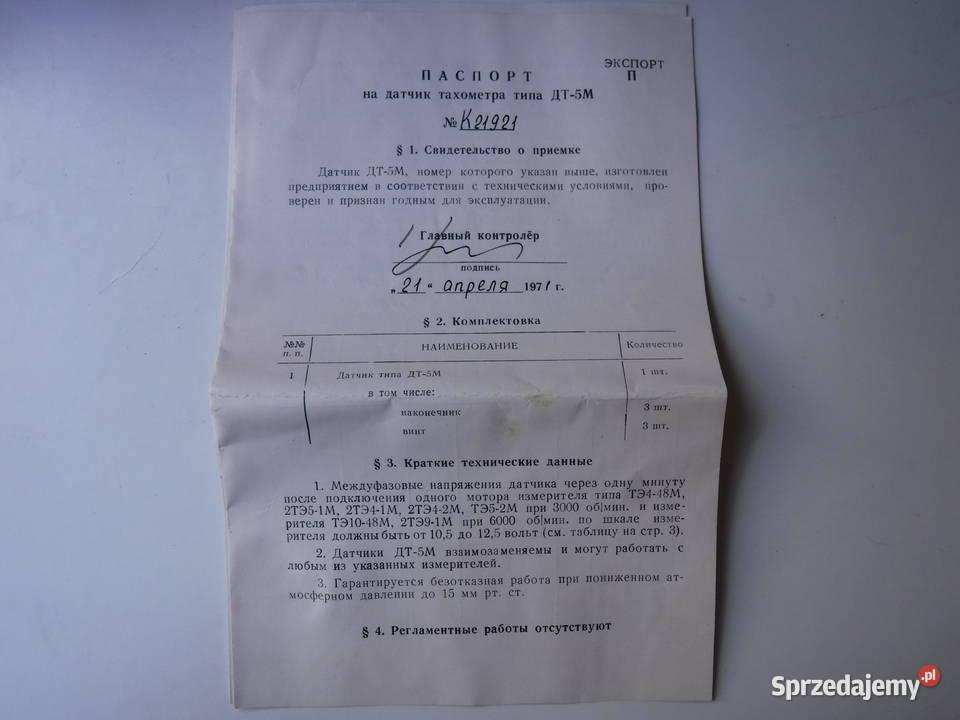 ЭКСПОРТ
П
ПАСПОРТ
на датчик тахометра типа ДТ-5М
№ К21921
§ 1. Свидетельство о приемке
Датчик ДТ-5М, номер которого указан выше, изготовлен
предприятием в соответствии с техническими условиями, про-
верен и признан годным для эксплуатации.
Главный контролёр
подпись
„21“ апреля 1971 г.
§ 2. Комплектовка
№№ НАИМЕНОВАНИЕ Количество
п. п.
1 Датчик типа ДТ-5М 1 шт.
в том числе:
наконечник 3 шт.
винт 3 шт.
§ 3. Краткие технические данные
1. Междуфазовые напряжения датчика через одну минуту
после подключения одного мотора измерителя типа ТЭ4-48М,
2ТЭ5-1М, 2ТЭ4-1М, 2ТЭ4-2М, ТЭ5-2М при 3000 об|мин. и изме-
рителя ТЭ10-48М, 2ТЭ9-1М при 6000 об|мин. по шкале изме-
рителя должны быть от 10,5 до 12,5 вольт (см. таблицу на стр. 3).
2. Датчики ДТ-5М взаимозаменяемы и могут работать с
любым из указанных измерителей.
3. Гарантируется безотказная работа при пониженном ат-
мосферном давлении до 15 мм рт. ст.
§ 4. Регламентные работы отсутствуют
Sprzedajemy.pl